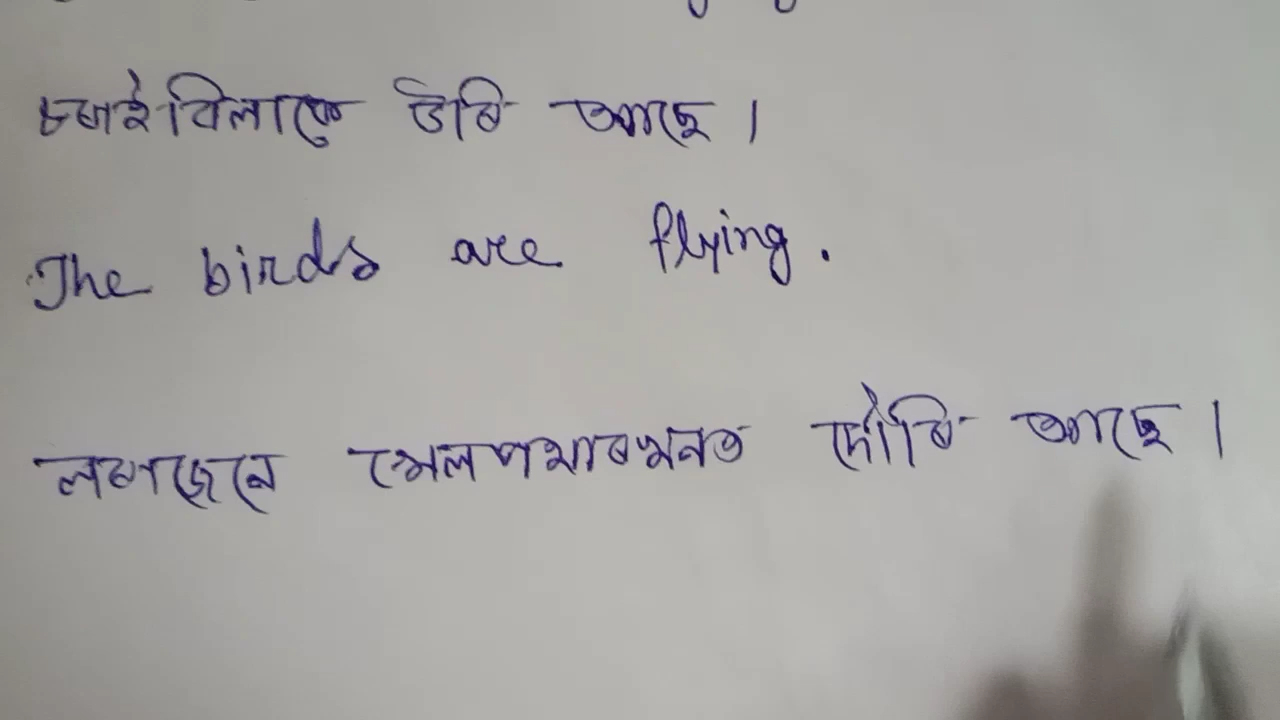 চৰাইবিলাকে উৰি আছে।
The birds are flying.
ল'ৰাজনে খেলপথাৰখনত দৌৰি আছে।